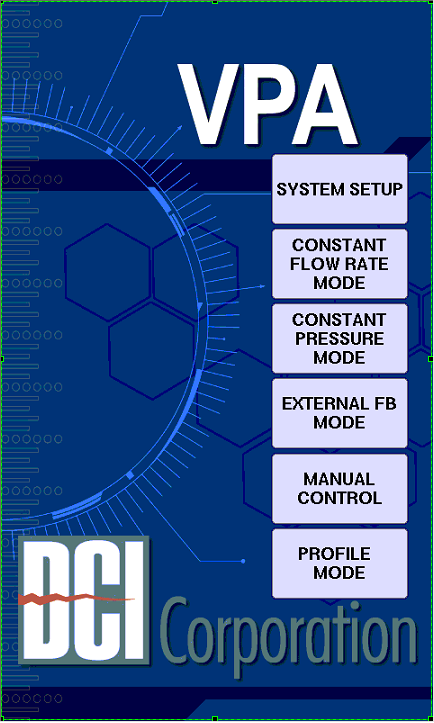 VPA
SYSTEM SETUP
CONSTANT
FLOW RATE
MODE
CONSTANT
PRESSURE
MODE
EXTERNAL FB
MODE
MANUAL
CONTROL
PROFILE
MODE
DCI Corporation